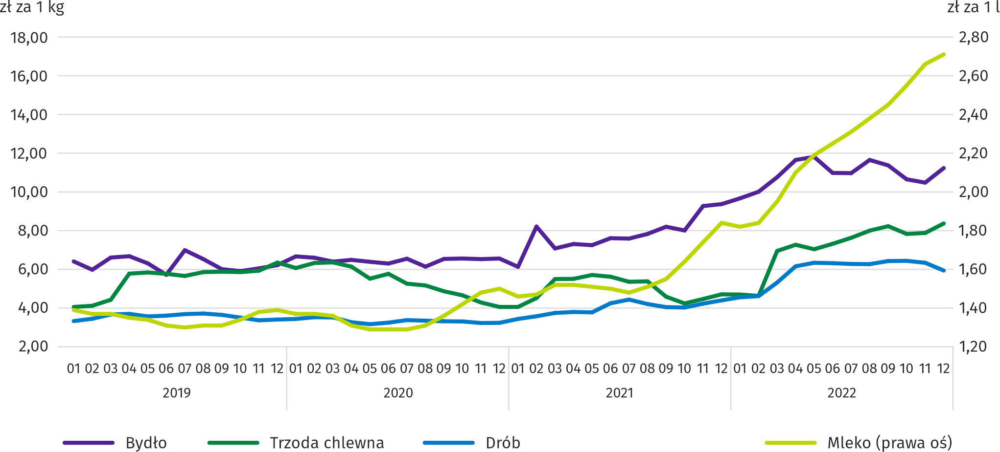 zł za 1 kg zł za 1 l
18,00 2,80
16,00 2,60
14,00 2,40
12,00 2,20
10,00 2,00
8,00 1,80
6,00 1,60
4,00 1,40
2,00 1,20
01 02 03 04 05 06 07 08 09 10 11 12 01 02 03 04 05 06 07 08 09 10 11 12 01 02 03 04 05 06 07 08 09 10 11 12 01 02 03 04 05 06 07 08 09 10 11 12
2019 2020 2021 2022
Bydło Trzoda chlewna Drób Mleko (prawa oś)